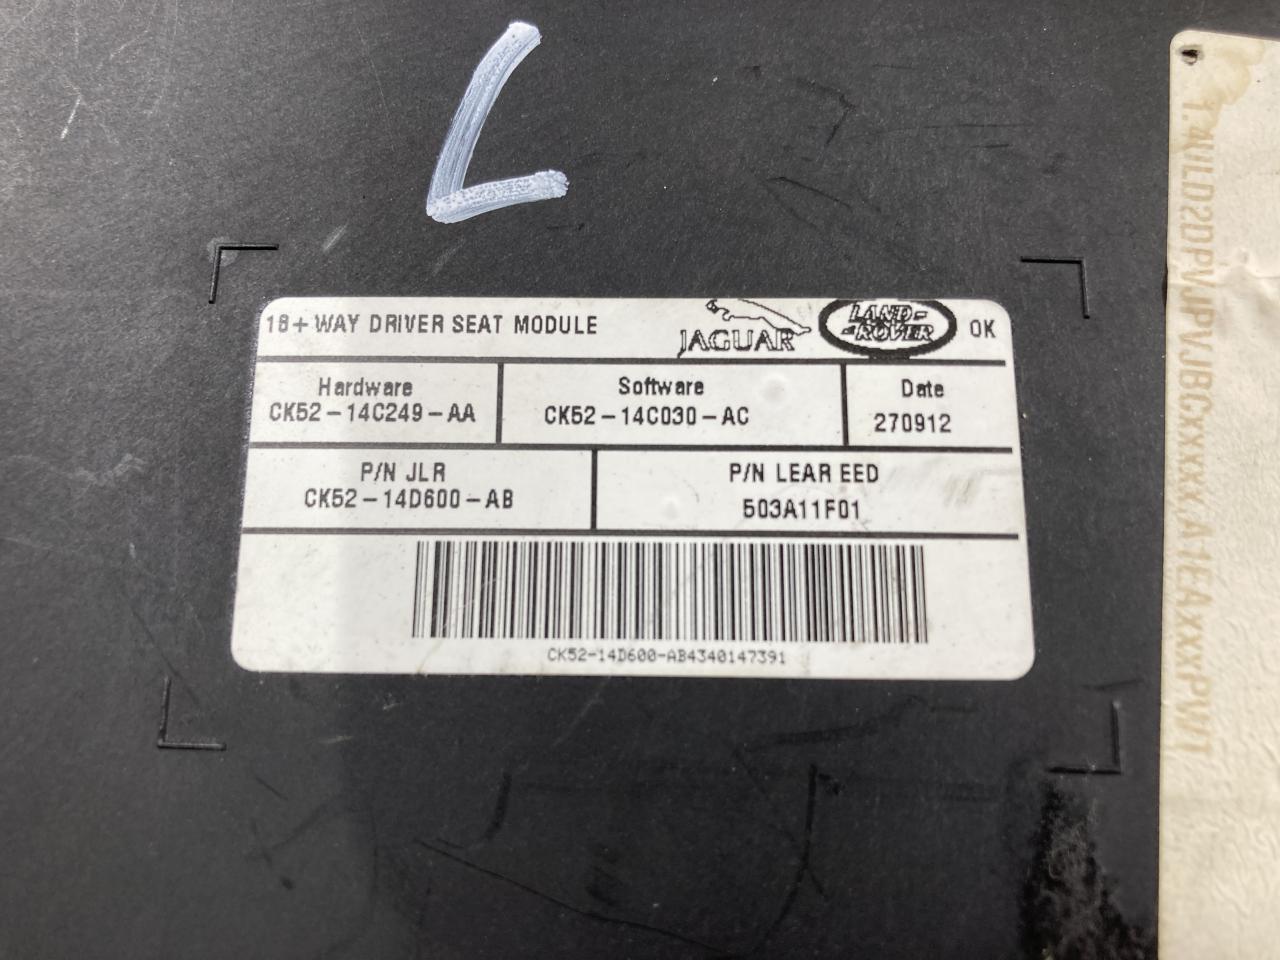 L
18+ WAY DRIVER SEAT MODULE
JAGUAR
LAND-
-ROVER
OK
Hardware
CK52-14C249-AA
Software
CK52-14C030-AC
Date
270912
P/N JLR
CK52-14D600-AB
P/N LEAR EED
503A11F01
CK52-14D600-AB4340147391